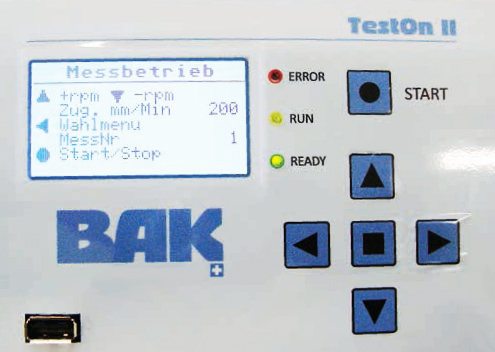 TestOn II
Messbetrieb
+rpm -rpm
Zug. mm/Min 200
Wahlmenu
MessNr 1
Start/Stop
ERROR
RUN
READY
START
BAK